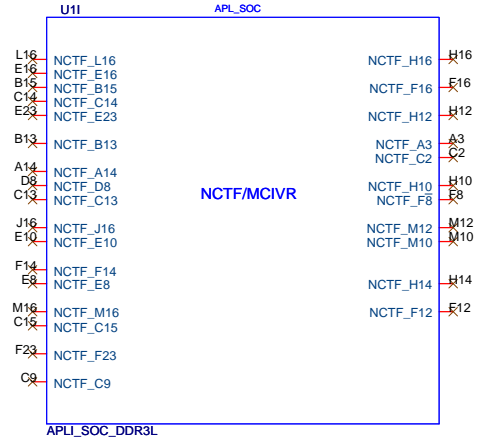 U1I APL_SOC
L16 NCTF_L16 NCTF_H16 H16
E16 NCTF_E16
B15 NCTF_B15 NCTF_F16 F16
C14 NCTF_C14
E23 NCTF_E23 NCTF_H12 H12
B13 NCTF_B13 NCTF_A3 A3
NCTF_C2 C2
A14 NCTF_A14
D8 NCTF_D8 NCTF_H10 H10
C13 NCTF_C13 NCTF_F8 F8
NCTF/MCIVR
J16 NCTF_J16 NCTF_M12 M12
E10 NCTF_E10 NCTF_M10 M10
F14 NCTF_F14
E8 NCTF_E8 NCTF_H14 H14
M16 NCTF_M16 NCTF_F12 F12
C15 NCTF_C15
F23 NCTF_F23
C9 NCTF_C9
APLI_SOC_DDR3L